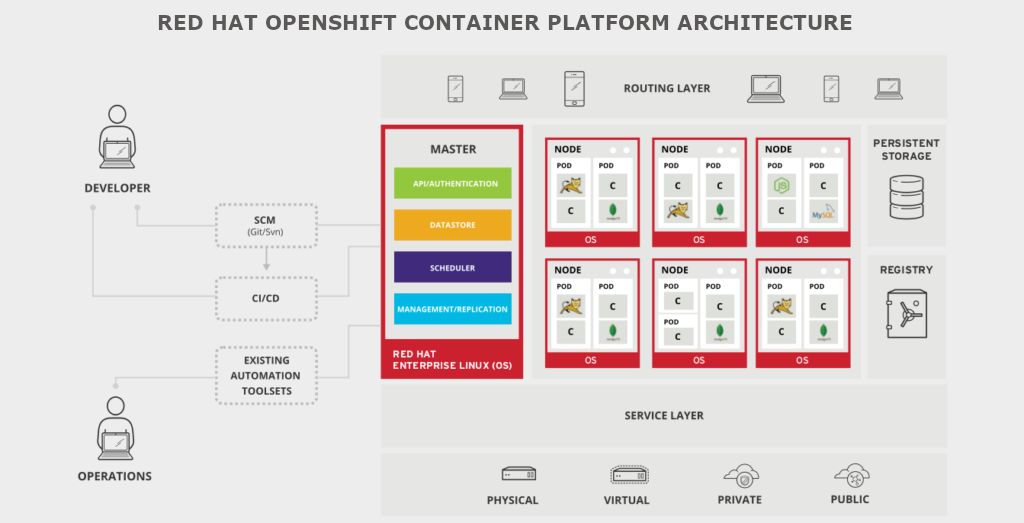 RED HAT OPENSHIFT CONTAINER PLATFORM ARCHITECTURE
ROUTING LAYER
DEVELOPER
SCM
(Git/Svn)
CI/CD
EXISTING
AUTOMATION
TOOLSETS
OPERATIONS
MASTER
API/AUTHENTICATION
DATASTORE
SCHEDULER
MANAGEMENT/REPLICATION
RED HAT
ENTERPRISE LINUX (OS)
NODE
POD
POD
C
C
OS
NODE
POD
POD
C
C
OS
NODE
POD
POD
JS
C
C
MySQL
OS
NODE
POD
POD
C
C
OS
NODE
POD
POD
C
C
POD
C
OS
NODE
POD
POD
C
C
OS
PERSISTENT
STORAGE
REGISTRY
SERVICE LAYER
PHYSICAL
VIRTUAL
PRIVATE
PUBLIC